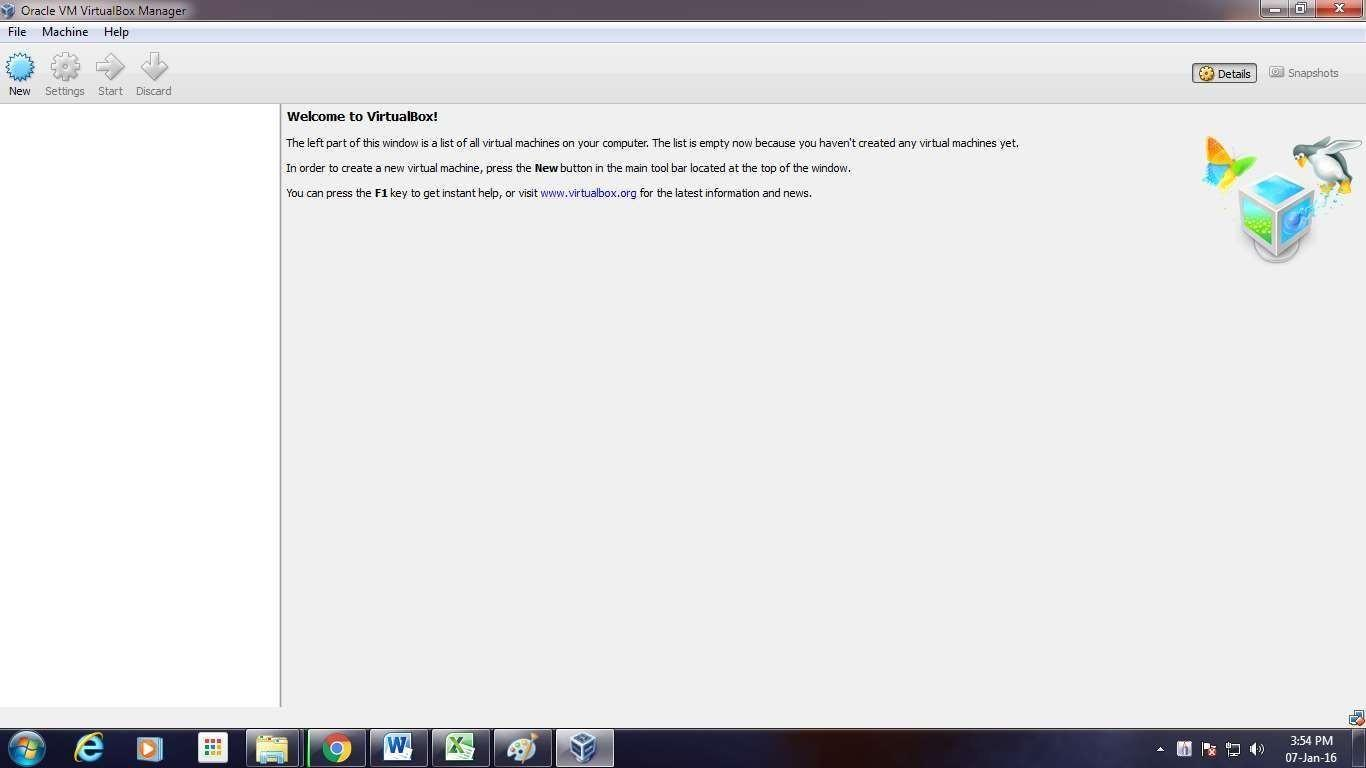 Oracle VM VirtualBox Manager
File Machine Help
New Settings Start Discard
Details Snapshots
Welcome to VirtualBox!
The left part of this window is a list of all virtual machines on your computer. The list is empty now because you haven't created any virtual machines yet.
In order to create a new virtual machine, press the New button in the main tool bar located at the top of the window.
You can press the F1 key to get instant help, or visit www.virtualbox.org for the latest information and news.
3:54 PM
07-Jan-16